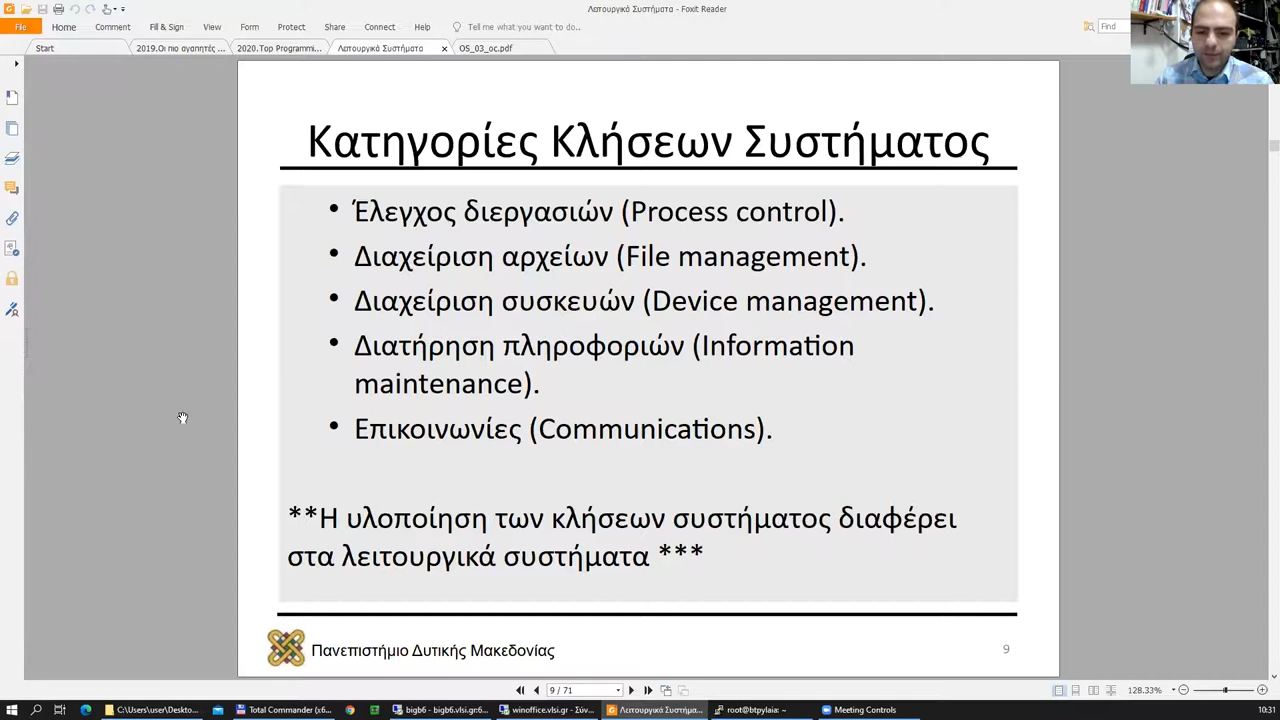 Λειτουργικά Συστήματα - Foxit Reader
File Home Comment Fill & Sign View Form Protect Share Connect Help Tell me what you want to do... Find
Start 2019.Οι πιο αγαπητές ... 2020.Top Programmi... Λειτουργικά Συστήματα × OS_03_oc.pdf
Κατηγορίες Κλήσεων Συστήματος
• Έλεγχος διεργασιών (Process control).
• Διαχείριση αρχείων (File management).
• Διαχείριση συσκευών (Device management).
• Διατήρηση πληροφοριών (Information
maintenance).
• Επικοινωνίες (Communications).
**Η υλοποίηση των κλήσεων συστήματος διαφέρει
στα λειτουργικά συστήματα ***
Πανεπιστήμιο Δυτικής Μακεδονίας
9
9 / 71
128.33%
C:\Users\user\Deskto... Total Commander (x6... bigb6 - bigb6.vlsi.gr:6... winoffice.vlsi.gr - Σύν... Λειτουργικά Συστήμα... root@btpylaia: ~ Meeting Controls 10:31